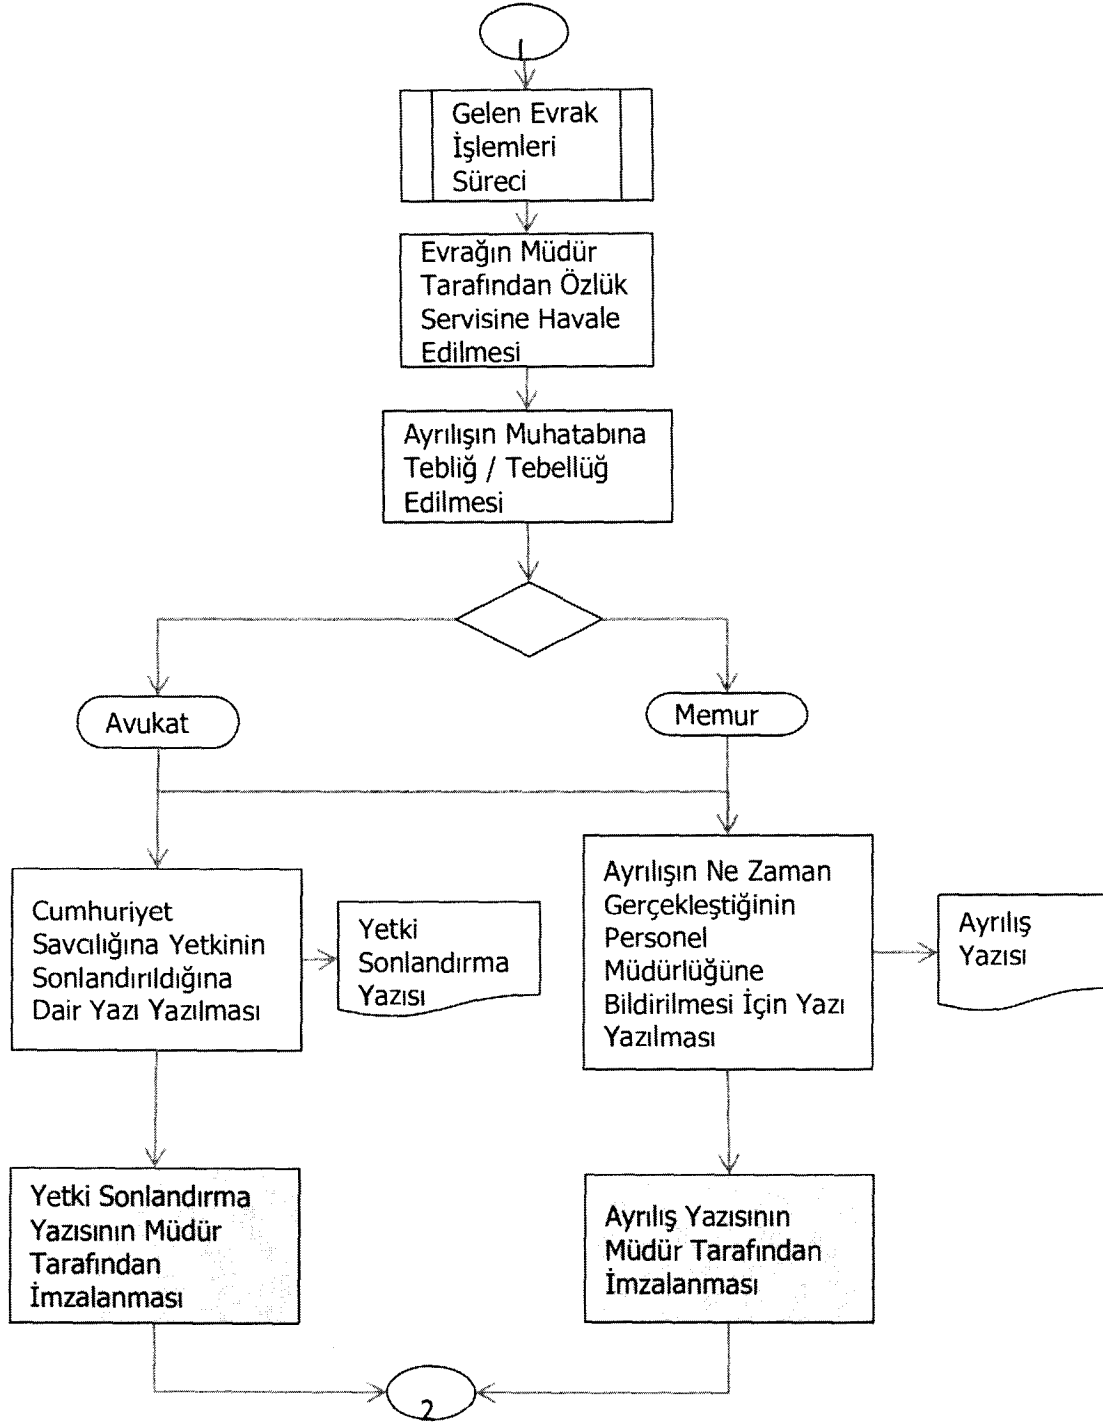 1
Gelen Evrak
İşlemleri
Süreci
Evrağın Müdür
Tarafından Özlük
Servisine Havale
Edilmesi
Ayrılışın Muhatabına
Tebliğ / Tebellüğ
Edilmesi
Avukat
Memur
Cumhuriyet
Savcılığına Yetkinin
Sonlandırıldığına
Dair Yazı Yazılması
Yetki
Sonlandırma
Yazısı
Ayrılışın Ne Zaman
Gerçekleştiğinin
Personel
Müdürlüğüne
Bildirilmesi İçin Yazı
Yazılması
Ayrılış
Yazısı
Yetki Sonlandırma
Yazısının Müdür
Tarafından
İmzalanması
Ayrılış Yazısının
Müdür Tarafından
İmzalanması
2